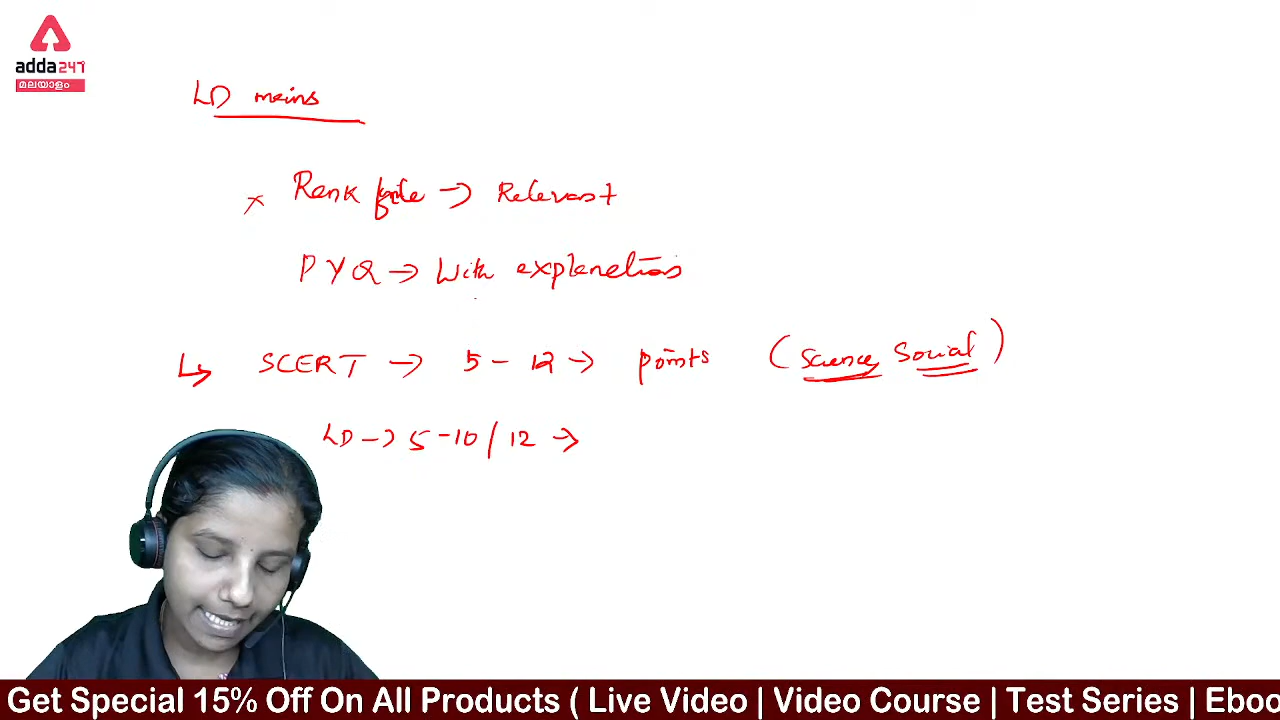 adda247
മലയാളം
LD mains
x Rank file -> Relevant
PYQ -> With explanations
↳ SCERT -> 5 - 12 -> points (Science, Social)
LD -> 5-10/12 ->
Get Special 15% Off On All Products ( Live Video | Video Course | Test Series | Eboo